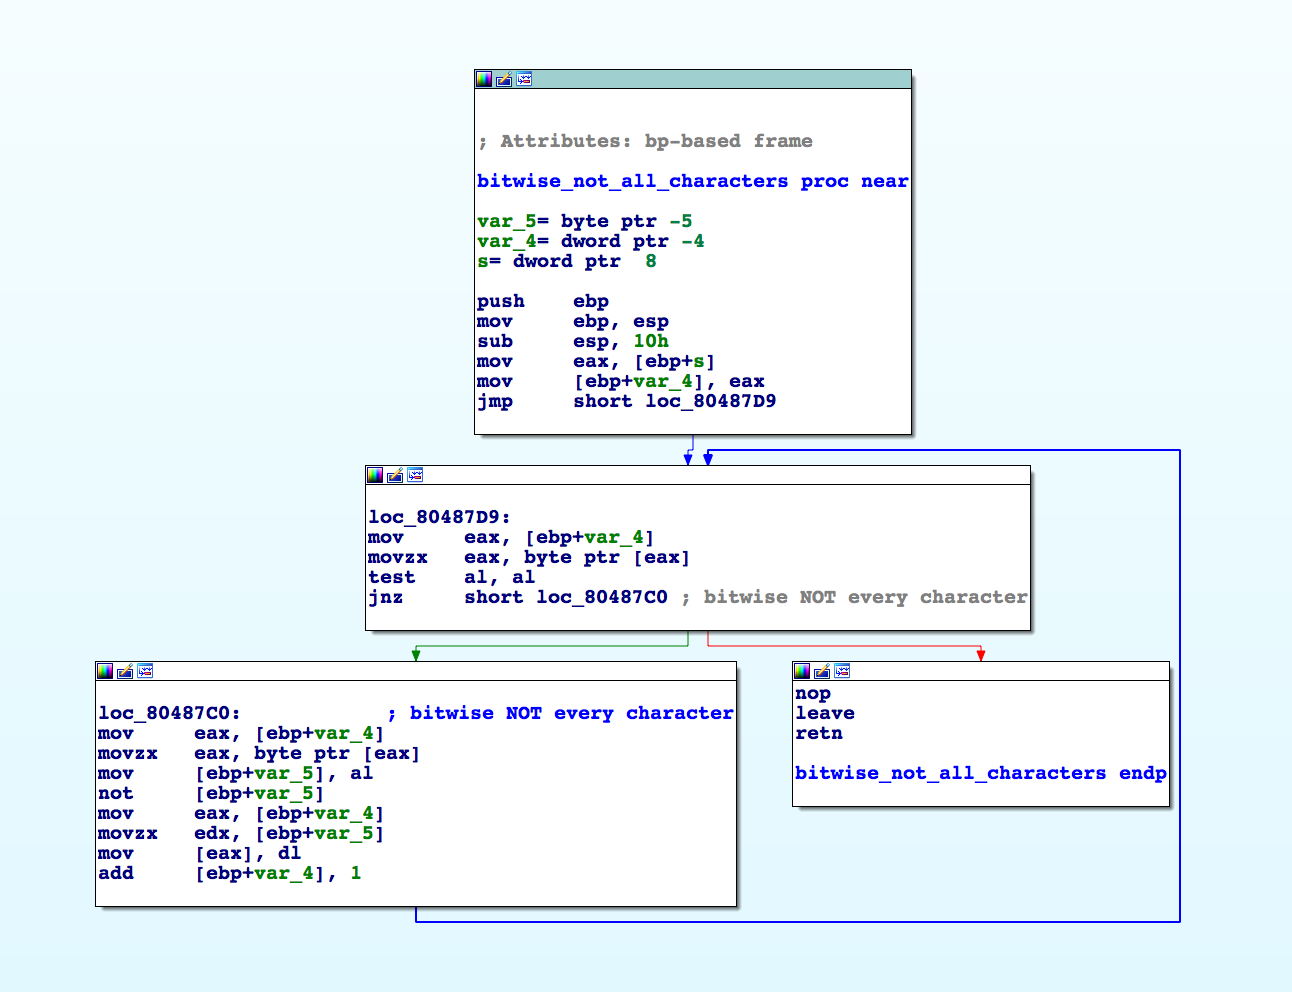 ; Attributes: bp-based frame
bitwise_not_all_characters proc near
var_5= byte ptr -5
var_4= dword ptr -4
s= dword ptr  8
push    ebp
mov     ebp, esp
sub     esp, 10h
mov     eax, [ebp+s]
mov     [ebp+var_4], eax
jmp     short loc_80487D9
loc_80487D9:
mov     eax, [ebp+var_4]
movzx   eax, byte ptr [eax]
test    al, al
jnz     short loc_80487C0 ; bitwise NOT every character
loc_80487C0:            ; bitwise NOT every character
mov     eax, [ebp+var_4]
movzx   eax, byte ptr [eax]
mov     [ebp+var_5], al
not     [ebp+var_5]
mov     eax, [ebp+var_4]
movzx   edx, [ebp+var_5]
mov     [eax], dl
add     [ebp+var_4], 1
nop
leave
retn
bitwise_not_all_characters endp